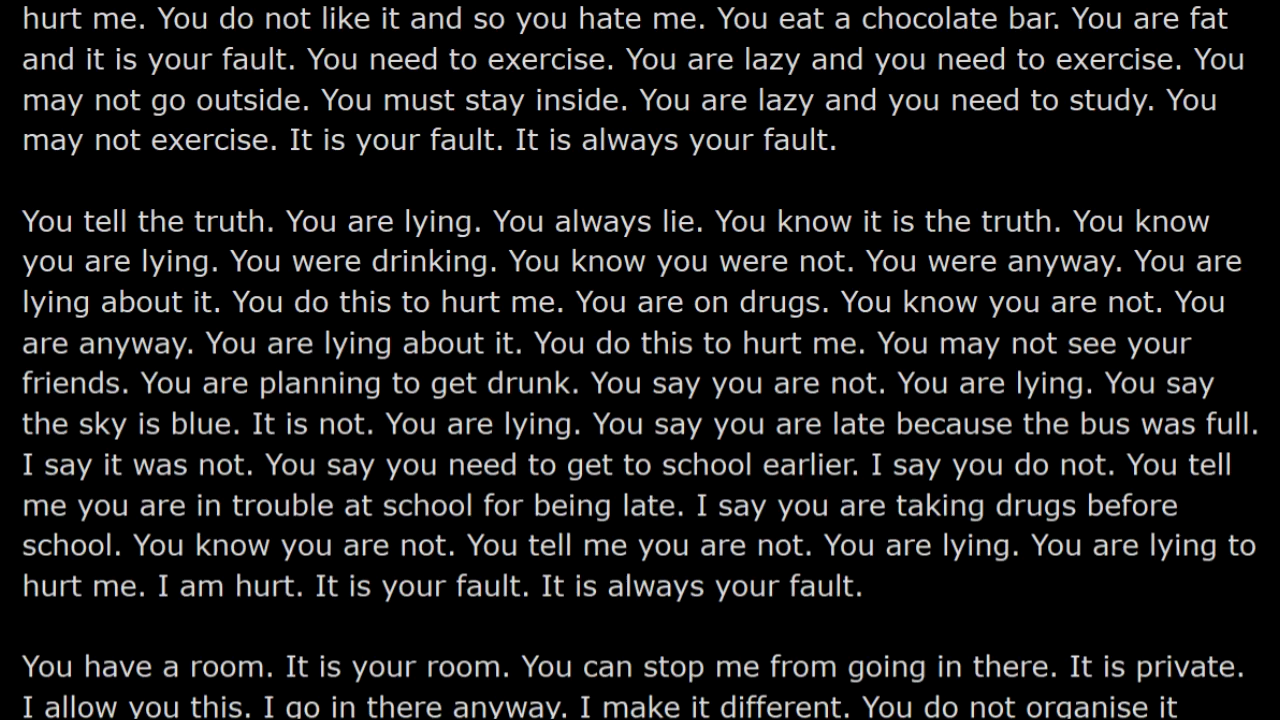 hurt me. You do not like it and so you hate me. You eat a chocolate bar. You are fat
and it is your fault. You need to exercise. You are lazy and you need to exercise. You
may not go outside. You must stay inside. You are lazy and you need to study. You
may not exercise. It is your fault. It is always your fault.
You tell the truth. You are lying. You always lie. You know it is the truth. You know
you are lying. You were drinking. You know you were not. You were anyway. You are
lying about it. You do this to hurt me. You are on drugs. You know you are not. You
are anyway. You are lying about it. You do this to hurt me. You may not see your
friends. You are planning to get drunk. You say you are not. You are lying. You say
the sky is blue. It is not. You are lying. You say you are late because the bus was full.
I say it was not. You say you need to get to school earlier. I say you do not. You tell
me you are in trouble at school for being late. I say you are taking drugs before
school. You know you are not. You tell me you are not. You are lying. You are lying to
hurt me. I am hurt. It is your fault. It is always your fault.
You have a room. It is your room. You can stop me from going in there. It is private.
I allow you this. I go in there anyway. I make it different. You do not organise it